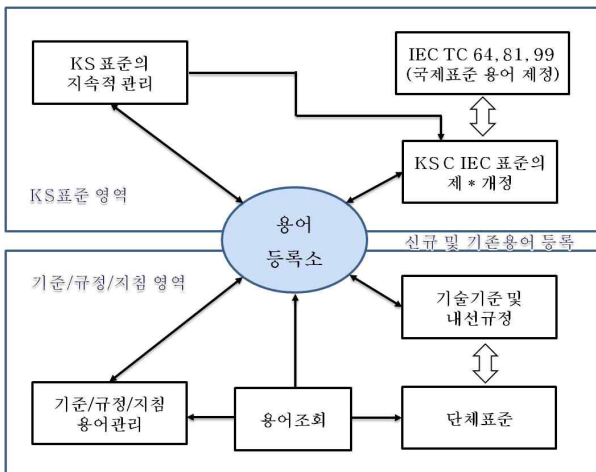 KS 표준의
지속적 관리
IEC TC 64, 81, 99
(국제표준 용어 제정)
KS C IEC 표준의
제 * 개정
KS표준 영역
용어
등록소
신규 및 기존용어 등록
기준/규정/지침 영역
기술기준 및
내선규정
기준/규정/지침
용어관리
용어조회
단체표준